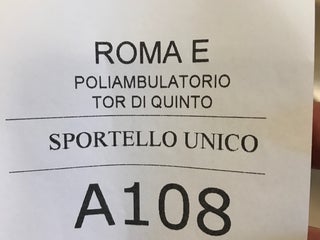 ROMA E
POLIAMBULATORIO
TOR DI QUINTO
SPORTELLO UNICO
A108